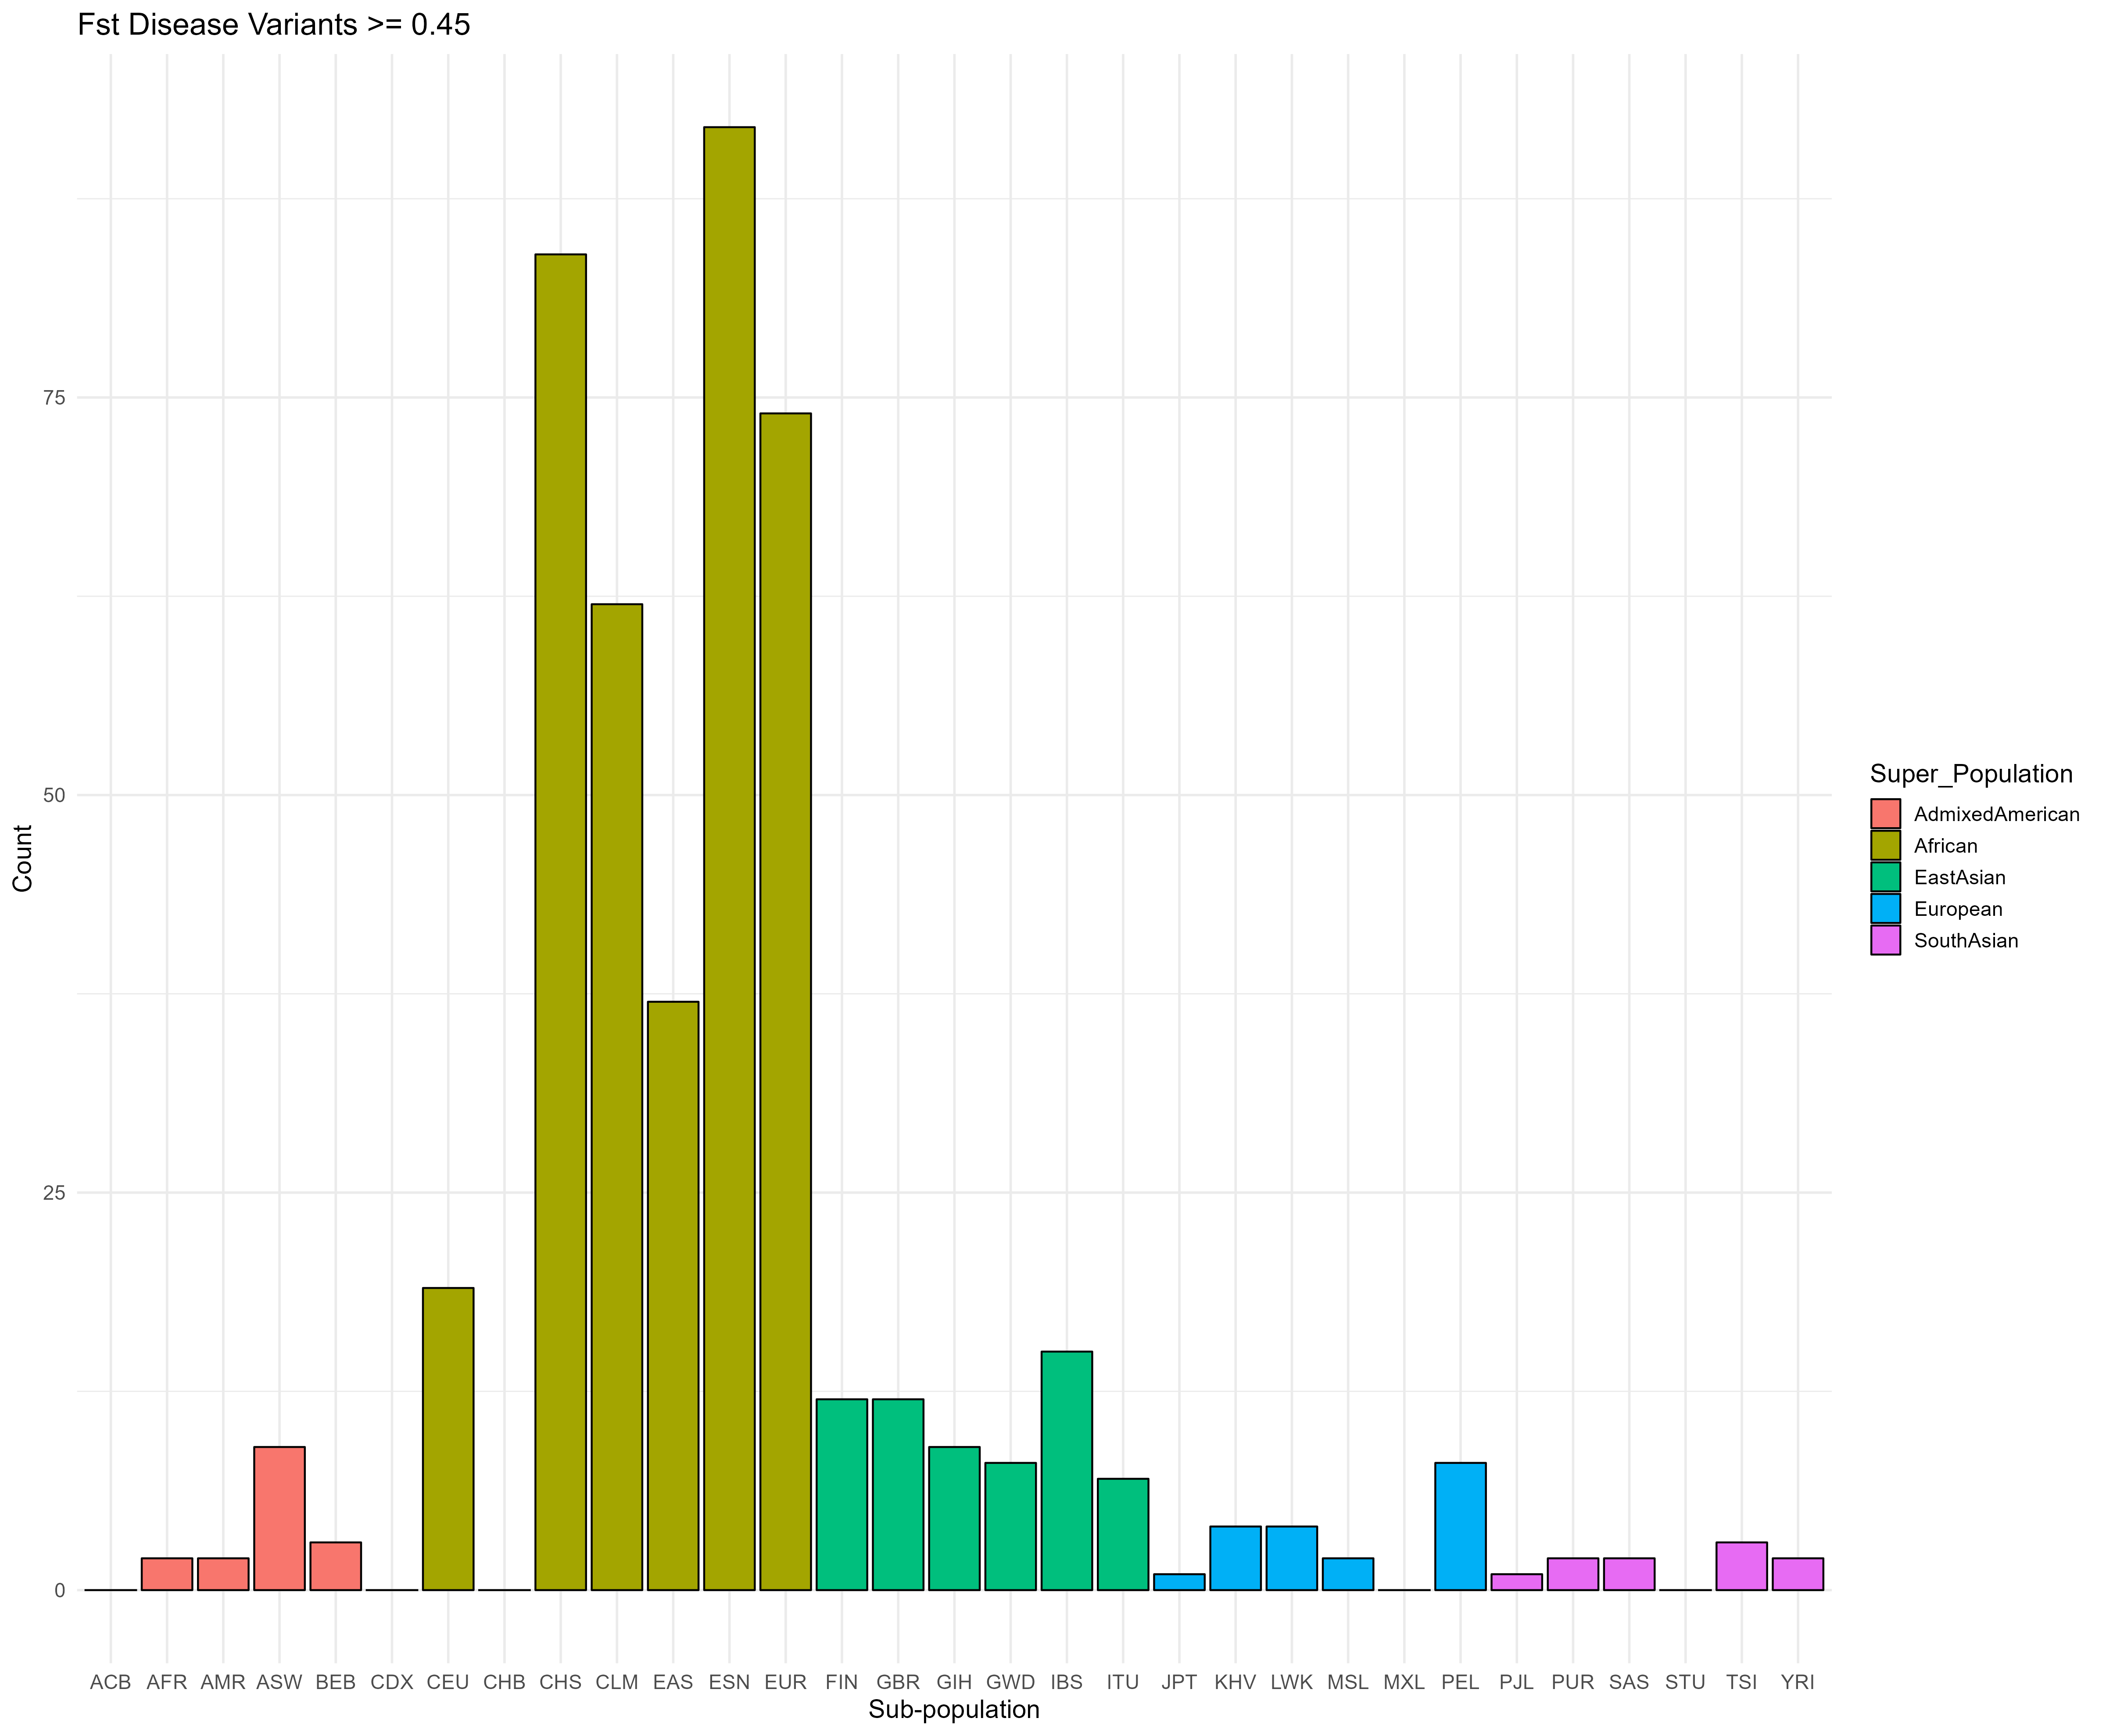 Fst Disease Variants >= 0.45
Count
75
50
25
0
ACB AFR AMR ASW BEB CDX CEU CHB CHS CLM EAS ESN EUR FIN GBR GIH GWD IBS ITU JPT KHV LWK MSL MXL PEL PJL PUR SAS STU TSI YRI
Sub-population
Super_Population
AdmixedAmerican
African
EastAsian
European
SouthAsian